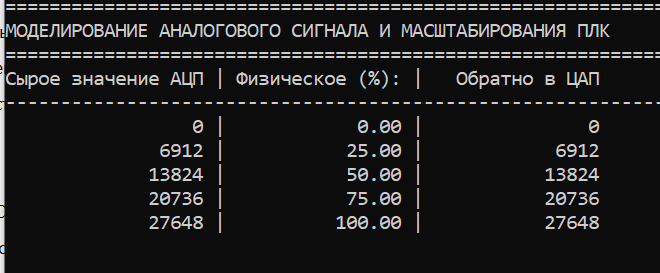 МОДЕЛИРОВАНИЕ АНАЛОГОВОГО СИГНАЛА И МАСШТАБИРОВАНИЯ ПЛК
Сырое значение АЦП | Физическое (%): | Обратно в ЦАП
0 | 0.00 | 0
6912 | 25.00 | 6912
13824 | 50.00 | 13824
20736 | 75.00 | 20736
27648 | 100.00 | 27648